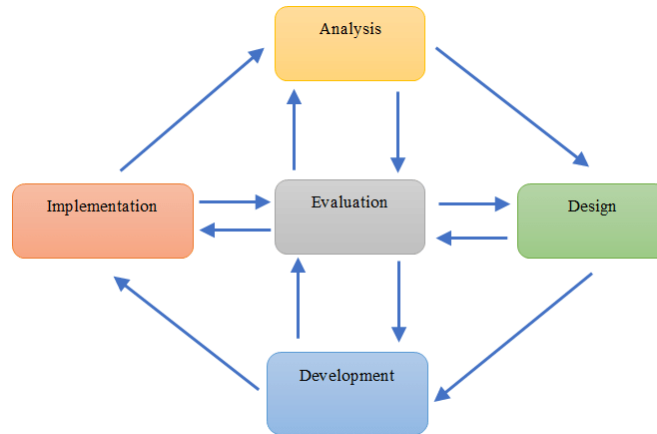 Analysis
Implementation
Evaluation
Design
Development